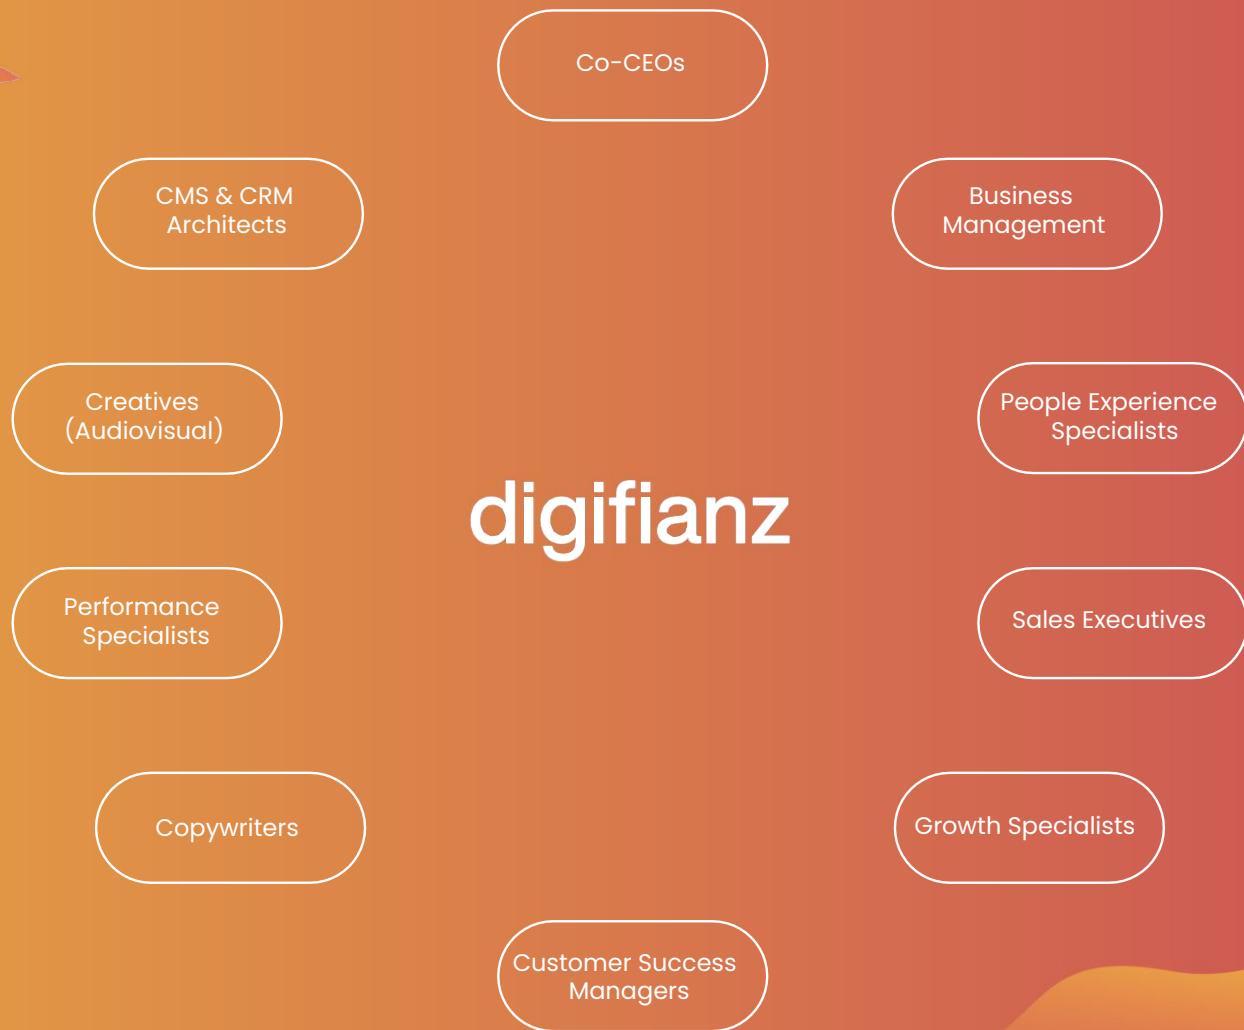 Co-CEOs
CMS & CRM
Architects
Business
Management
Creatives
(Audiovisual)
People Experience
Specialists
digifianz
Performance
Specialists
Sales Executives
Copywriters
Growth Specialists
Customer Success
Managers